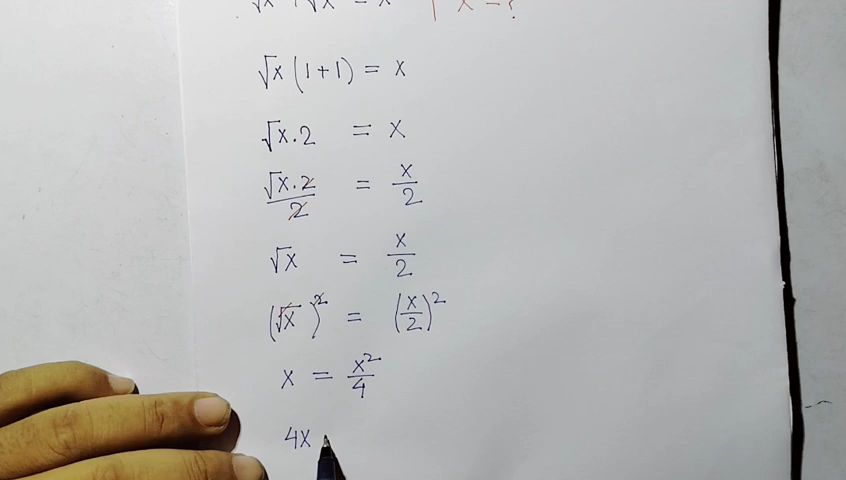 √x + √x = x | x = ?
√x (1+1) = x
√x . 2 = x
√x . 2 / 2 = x / 2
√x = x / 2
(√x)² = (x / 2)²
x = x² / 4
4x